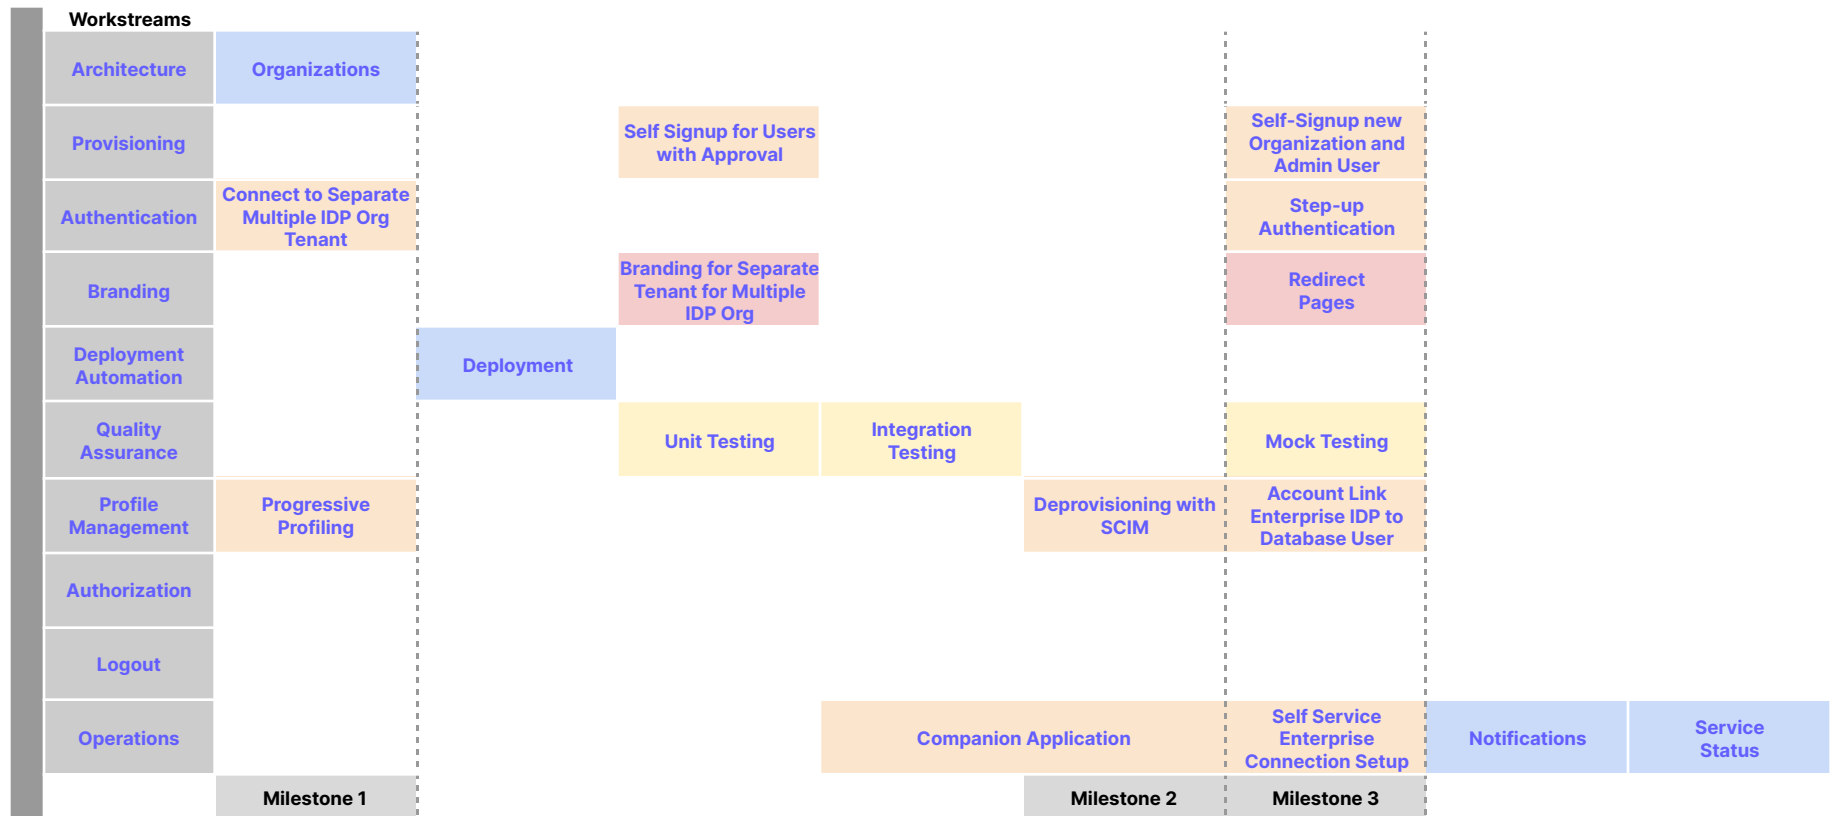 Workstreams
Architecture
Organizations
Provisioning
Self Signup for Users
with Approval
Self-Signup new
Organization and
Admin User
Authentication
Connect to Separate
Multiple IDP Org
Tenant
Step-up
Authentication
Branding
Branding for Separate
Tenant for Multiple
IDP Org
Redirect
Pages
Deployment
Automation
Deployment
Quality
Assurance
Unit Testing
Integration
Testing
Mock Testing
Profile
Management
Progressive
Profiling
Deprovisioning with
SCIM
Account Link
Enterprise IDP to
Database User
Authorization
Logout
Operations
Companion Application
Self Service
Enterprise
Connection Setup
Notifications
Service
Status
Milestone 1
Milestone 2
Milestone 3